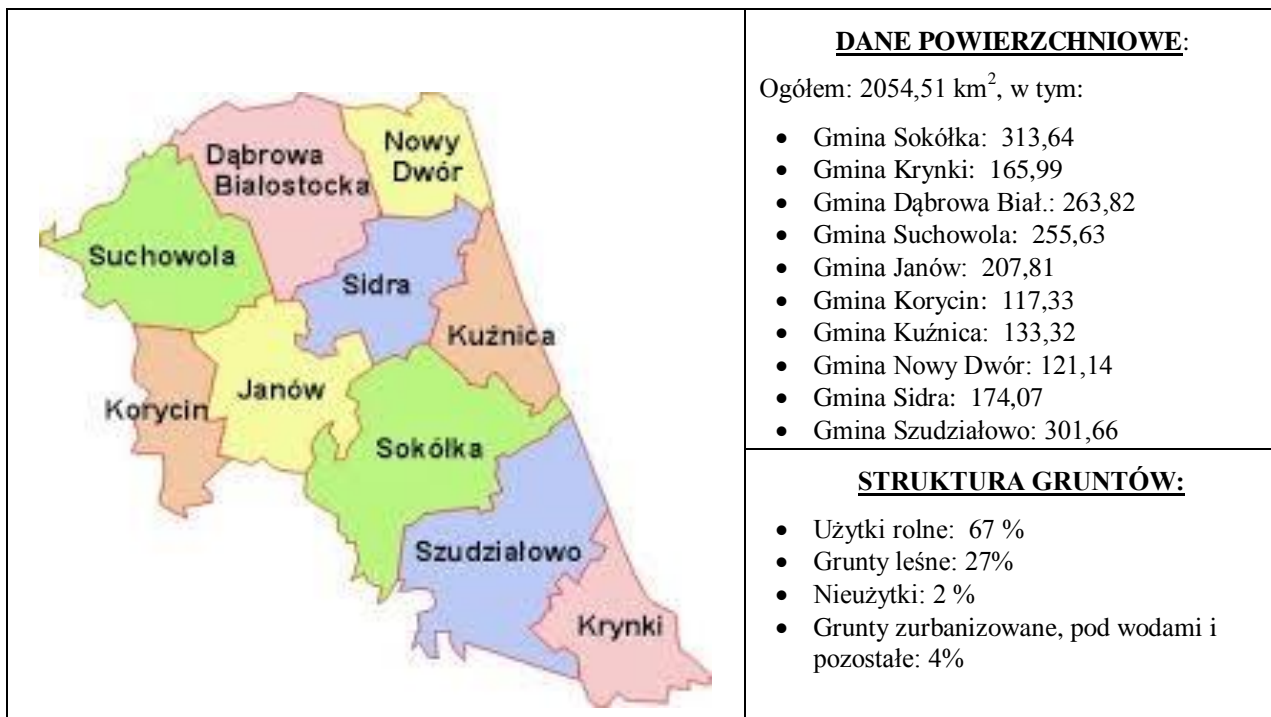 Dąbrowa
Bialostocka
Nowy
Dwór
Suchowola
Sidra
Kuźnica
Janów
Korycin
Sokólka
Szudzialowo
Krynki
DANE POWIERZCHNIOWE:
Ogółem: 2054,51 km², w tym:
• Gmina Sokółka: 313,64
• Gmina Krynki: 165,99
• Gmina Dąbrowa Biał.: 263,82
• Gmina Suchowola: 255,63
• Gmina Janów: 207,81
• Gmina Korycin: 117,33
• Gmina Kuźnica: 133,32
• Gmina Nowy Dwór: 121,14
• Gmina Sidra: 174,07
• Gmina Szudziałowo: 301,66
STRUKTURA GRUNTÓW:
• Użytki rolne: 67 %
• Grunty leśne: 27%
• Nieużytki: 2 %
• Grunty zurbanizowane, pod wodami i
pozostałe: 4%